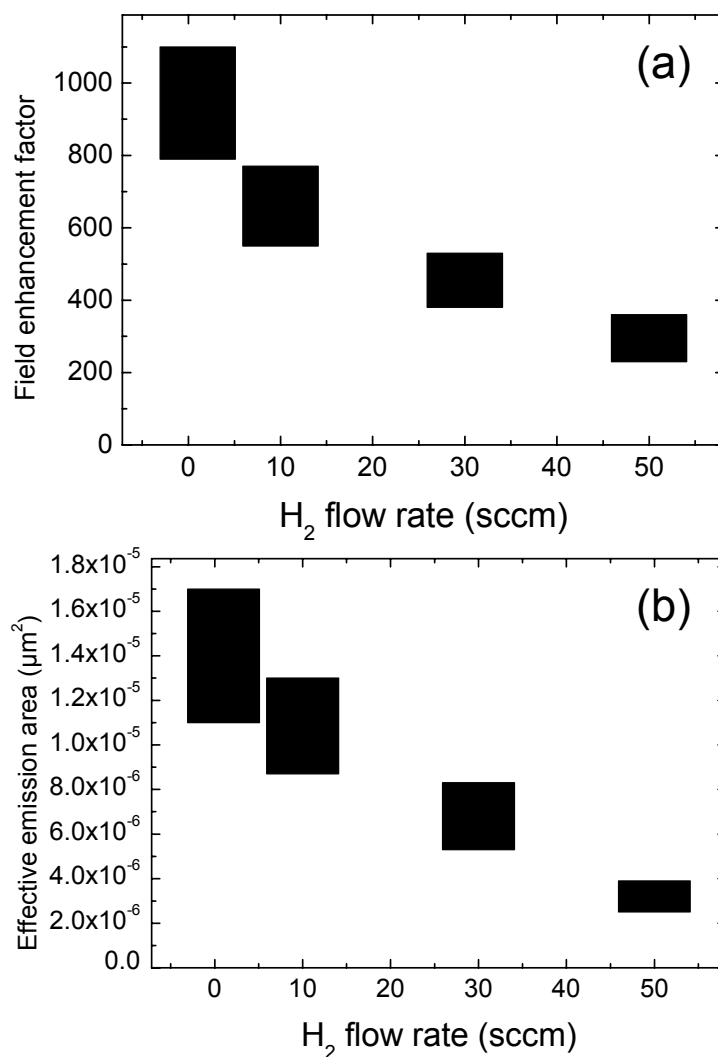 (a)
Field enhancement factor
1000
800
600
400
200
0
0 10 20 30 40 50
H₂ flow rate (sccm)
(b)
Effective emission area (µm²)
1.8x10⁻⁵
1.6x10⁻⁵
1.4x10⁻⁵
1.2x10⁻⁵
1.0x10⁻⁵
8.0x10⁻⁶
6.0x10⁻⁶
4.0x10⁻⁶
2.0x10⁻⁶
0.0
0 10 20 30 40 50
H₂ flow rate (sccm)